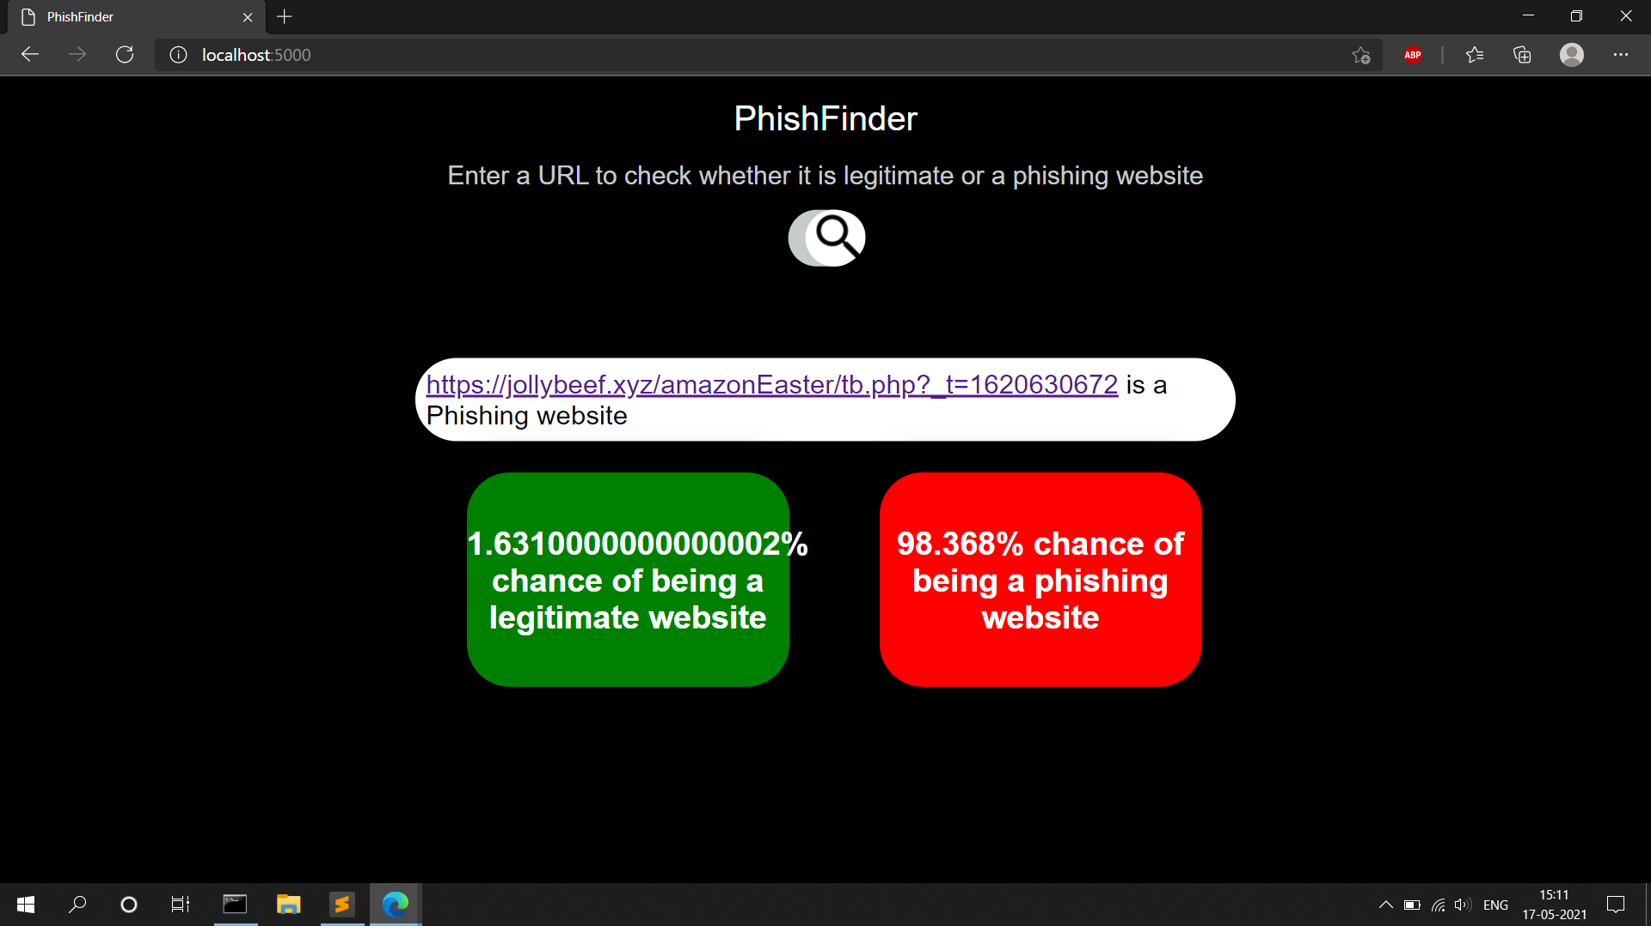 PhishFinder
localhost:5000
ABP
PhishFinder
Enter a URL to check whether it is legitimate or a phishing website
https://jollybeef.xyz/amazonEaster/tb.php?_t=1620630672 is a
Phishing website
1.6310000000000002%
chance of being a
legitimate website
98.368% chance of
being a phishing
website
ENG
15:11
17-05-2021